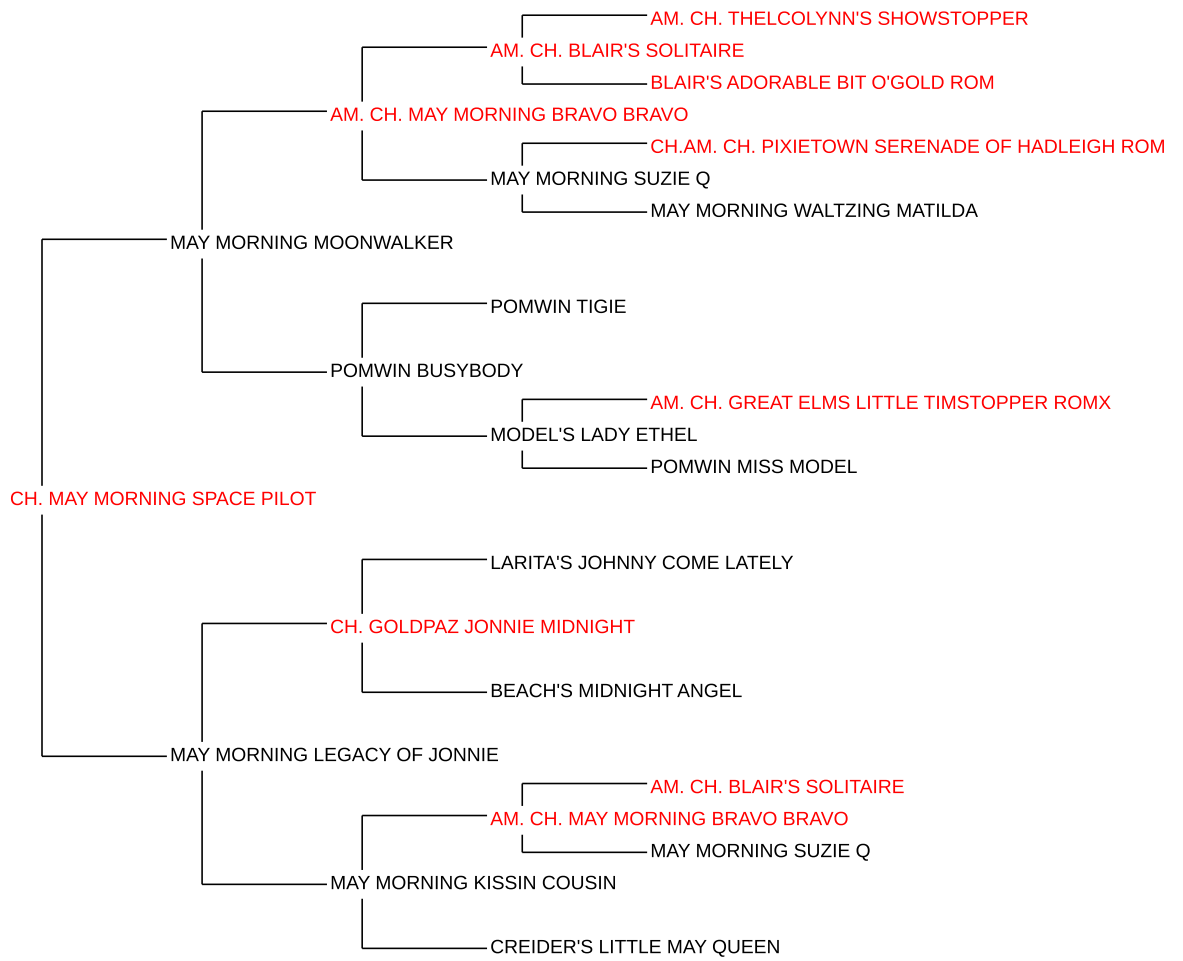 AM. CH. THELCOLYNN'S SHOWSTOPPER
AM. CH. BLAIR'S SOLITAIRE
BLAIR'S ADORABLE BIT O'GOLD ROM
AM. CH. MAY MORNING BRAVO BRAVO
CH.AM. CH. PIXIETOWN SERENADE OF HADLEIGH ROM
MAY MORNING SUZIE Q
MAY MORNING WALTZING MATILDA
MAY MORNING MOONWALKER
POMWIN TIGIE
POMWIN BUSYBODY
AM. CH. GREAT ELMS LITTLE TIMSTOPPER ROMX
MODEL'S LADY ETHEL
POMWIN MISS MODEL
CH. MAY MORNING SPACE PILOT
LARITA'S JOHNNY COME LATELY
CH. GOLDPAZ JONNIE MIDNIGHT
BEACH'S MIDNIGHT ANGEL
MAY MORNING LEGACY OF JONNIE
AM. CH. BLAIR'S SOLITAIRE
AM. CH. MAY MORNING BRAVO BRAVO
MAY MORNING SUZIE Q
MAY MORNING KISSIN COUSIN
CREIDER'S LITTLE MAY QUEEN